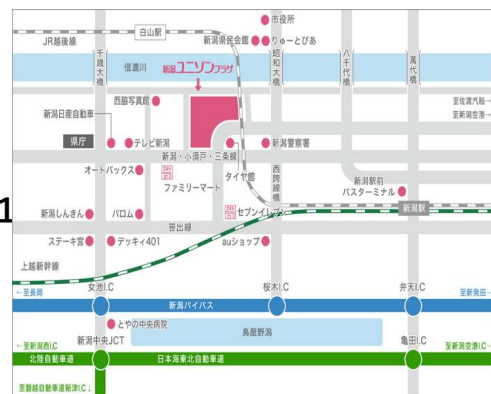 市役所
白山駅
JR越後線
新潟県民会館
りゅーとぴあ
千歳大橋
信濃川
新潟ユニゾンプラザ
昭和大橋
八千代橋
萬代橋
西脇写真館
至佐渡汽船→
至新潟空港→
新潟日産自動車
県庁
テレビ新潟
新潟警察署
新潟・小須戸・三条線
オートバックス
タイヤ館
ファミリーマート
西跨線橋
新潟駅前
バスターミナル
1
新潟しんきん
バロム
セブンイレブン
新潟駅
笹出線
ステーキ宮
デッキィ401
auショップ
上越新幹線
女池I.C
桜木I.C
弁天I.C
←至長岡
新潟バイパス
至新発田→
とやの中央病院
鳥屋野潟
新潟中央JCT
亀田I.C
←至新潟西I.C
至新潟空港I.C→
北陸自動車道
日本海東北自動車道
至磐越自動車道新津I.C↓